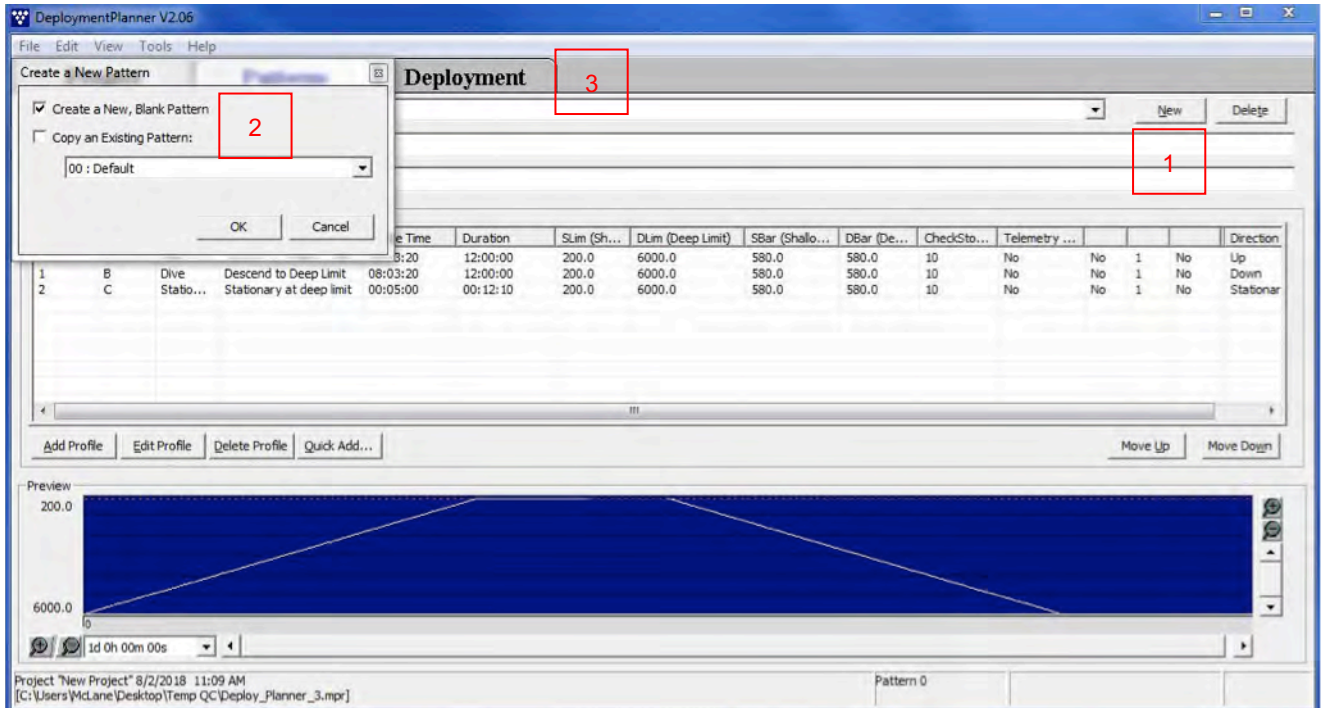 DeploymentPlanner V2.06
File Edit View Tools Help
Create a New Pattern
Patterns Deployment 3
Create a New, Blank Pattern
Copy an Existing Pattern:
2
00 : Default
OK Cancel
New Delete
1
e Time Duration SLim (Sh... DLim (Deep Limit) SBar (Shallo... DBar (De... CheckSto... Telemetry ... Direction
3:20 12:00:00 200.0 6000.0 580.0 580.0 10 No No 1 No Up
1 B Dive Descend to Deep Limit 08:03:20 12:00:00 200.0 6000.0 580.0 580.0 10 No No 1 No Down
2 C Statio... Stationary at deep limit 00:05:00 00:12:10 200.0 6000.0 580.0 580.0 10 No No 1 No Stationar
Add Profile Edit Profile Delete Profile Quick Add... Move Up Move Down
Preview
200.0
6000.0
0
1d 0h 00m 00s
Project "New Project" 8/2/2018 11:09 AM Pattern 0
[C:\Users\McLane\Desktop\Temp QC\Deploy_Planner_3.mpr]